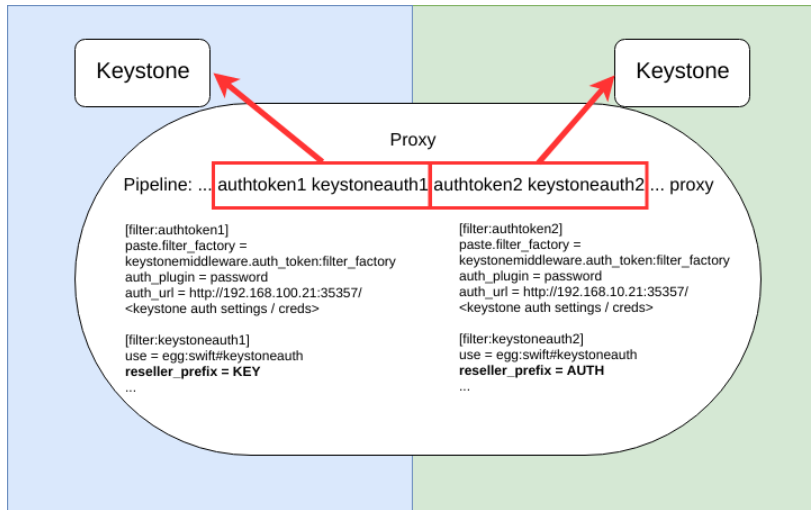 Keystone
Keystone
Proxy
Pipeline: ... authtoken1 keystoneauth1 authtoken2 keystoneauth2 ... proxy
[filter:authtoken1]
paste.filter_factory =
keystonemiddleware.auth_token:filter_factory
auth_plugin = password
auth_url = http://192.168.100.21:35357/
<keystone auth settings / creds>
[filter:keystoneauth1]
use = egg:swift#keystoneauth
reseller_prefix = KEY
...
[filter:authtoken2]
paste.filter_factory =
keystonemiddleware.auth_token:filter_factory
auth_plugin = password
auth_url = http://192.168.10.21:35357/
<keystone auth settings / creds>
[filter:keystoneauth2]
use = egg:swift#keystoneauth
reseller_prefix = AUTH
...